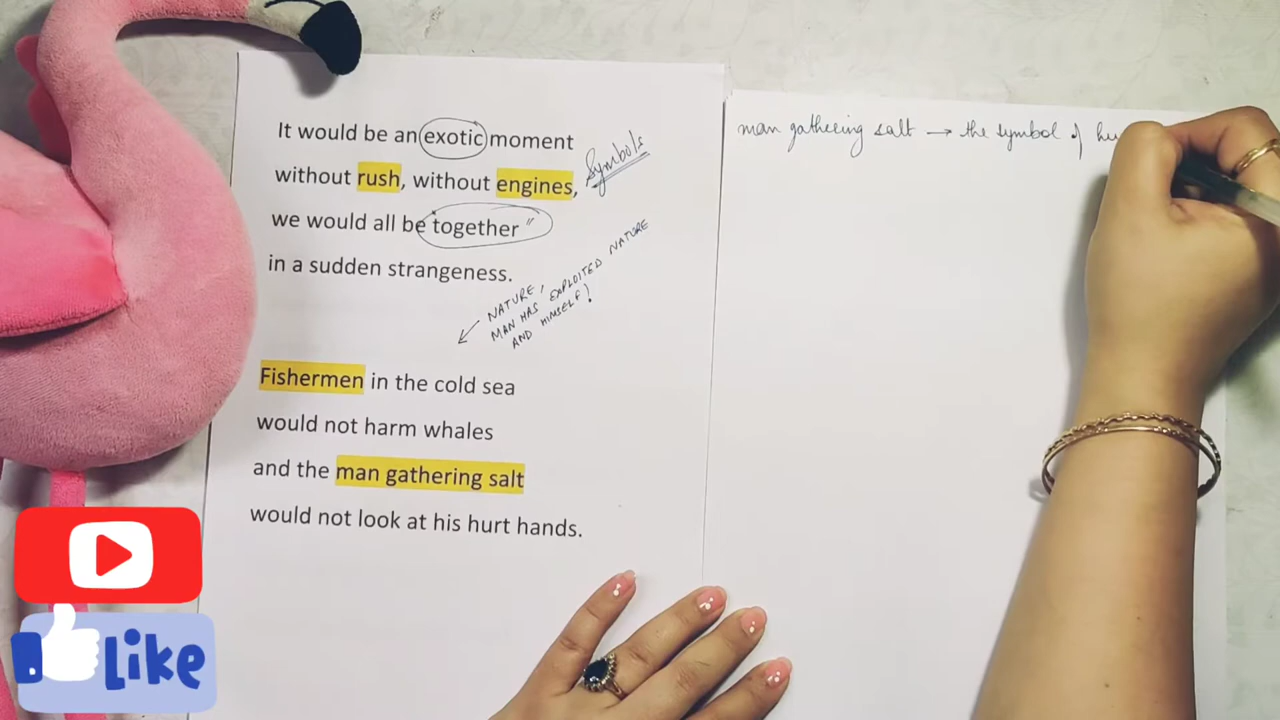 It would be an exotic moment
without rush, without engines,
we would all be together "
in a sudden strangeness.
Symbols
NATURE,
MAN HAS EXPLOITED NATURE
AND HIMSELF!
Fishermen in the cold sea
would not harm whales
and the man gathering salt
would not look at his hurt hands.
man gathering salt → the symbol of
Like